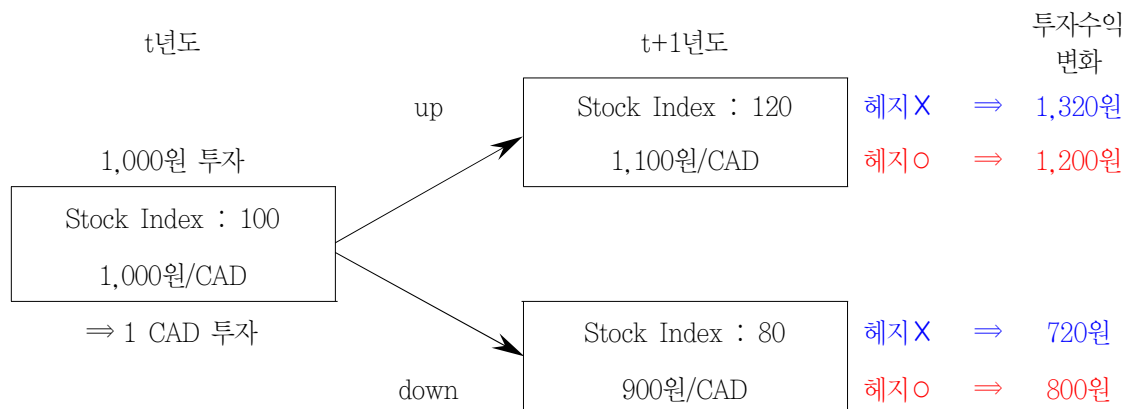 t년도
t+1년도
투자수익
변화
up
Stock Index : 120
1,100원/CAD
헤지X ⇒ 1,320원
헤지○ ⇒ 1,200원
1,000원 투자
Stock Index : 100
1,000원/CAD
⇒ 1 CAD 투자
down
Stock Index : 80
900원/CAD
헤지X ⇒ 720원
헤지○ ⇒ 800원